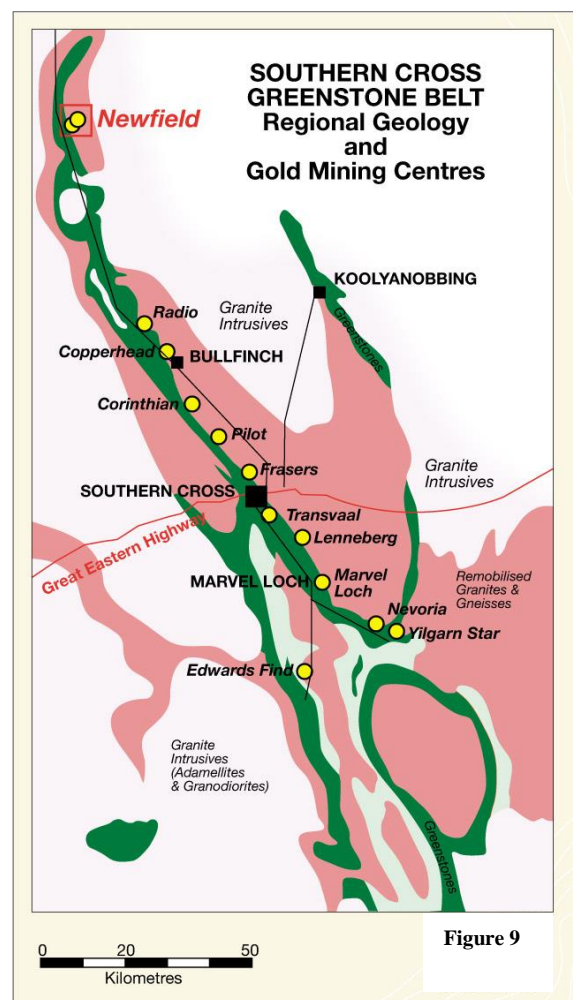 SOUTHERN CROSS
GREENSTONE BELT
Regional Geology
and
Gold Mining Centres
Newfield
KOOLYANOBBING
Greenstones
Radio
Granite
Intrusives
Copperhead
BULLFINCH
Corinthian
Pilot
Frasers
Granite
Intrusives
SOUTHERN CROSS
Transvaal
Great Eastern Highway
Lenneberg
MARVEL LOCH
Marvel
Loch
Remobilised
Granites &
Gneisses
Nevoria
Yilgarn Star
Edwards Find
Granite
Intrusives
(Adamellites
& Granodiorites)
Greenstones
Figure 9
0 20 50
Kilometres